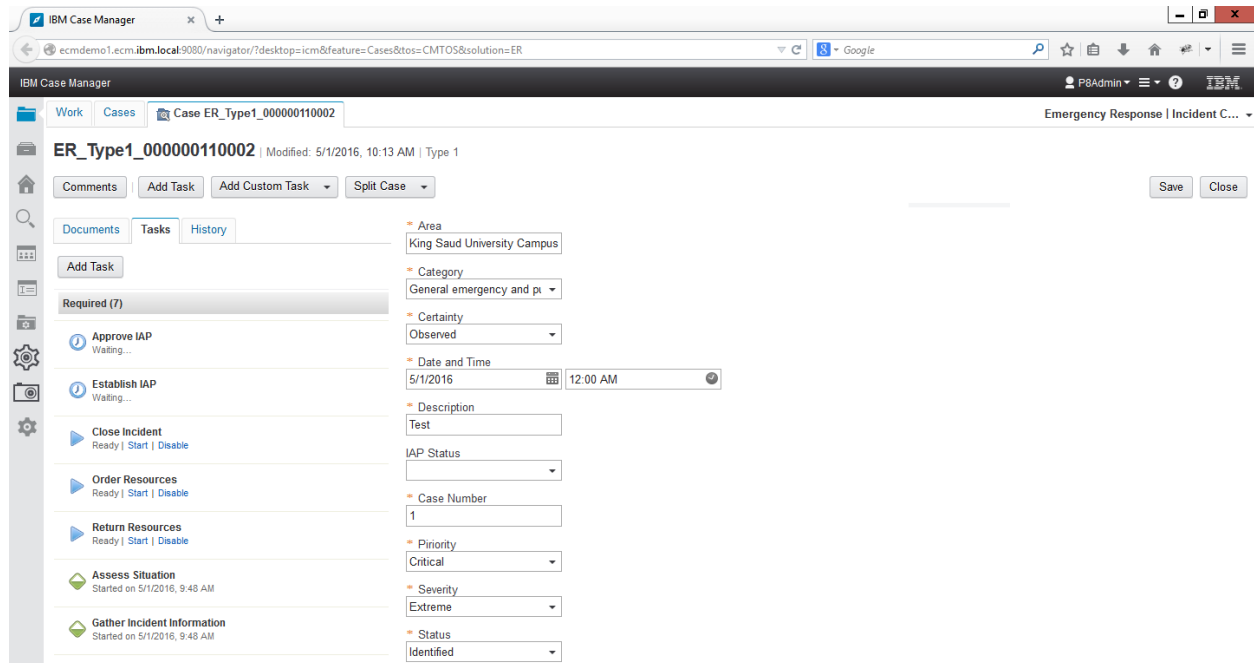 IBM Case Manager
ecmdemo1.ecm.ibm.local:9080/navigator/?desktop=icm&feature=Cases&tos=CMTOS&solution=ER
8 - Google
IBM Case Manager
P8Admin
IBM
Work Cases Case ER_Type1_000000110002
Emergency Response | Incident C...
ER_Type1_000000110002 | Modified: 5/1/2016, 10:13 AM | Type 1
Comments Add Task Add Custom Task Split Case Save Close
Documents Tasks History
Add Task
Required (7)
Approve IAP
Waiting...
Establish IAP
Waiting...
Close Incident
Ready | Start | Disable
Order Resources
Ready | Start | Disable
Return Resources
Ready | Start | Disable
Assess Situation
Started on 5/1/2016, 9:48 AM
Gather Incident Information
Started on 5/1/2016, 9:48 AM
* Area
King Saud University Campus
* Category
General emergency and pu
* Certainty
Observed
* Date and Time
5/1/2016 12:00 AM
* Description
Test
IAP Status
* Case Number
1
* Piriority
Critical
* Severity
Extreme
* Status
Identified